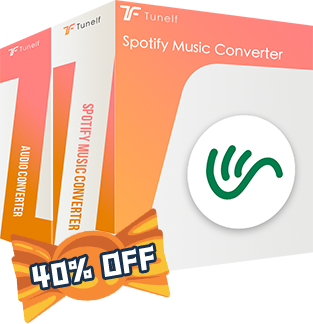 Tunelf
Spotify Music Converter
Tunelf
SPOTIFY MUSIC CONVERTER
AUDIO CONVERTER
40% OFF